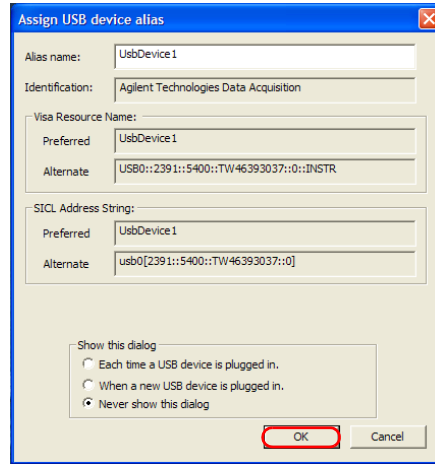 Assign USB device alias
Alias name: UsbDevice1
Identification: Agilent Technologies Data Acquisition
Visa Resource Name:
Preferred UsbDevice1
Alternate USB0::2391::5400::TW46393037::0::INSTR
SICL Address String:
Preferred UsbDevice1
Alternate usb0[2391::5400::TW46393037::0]
Show this dialog
Each time a USB device is plugged in.
When a new USB device is plugged in.
Never show this dialog
OK Cancel